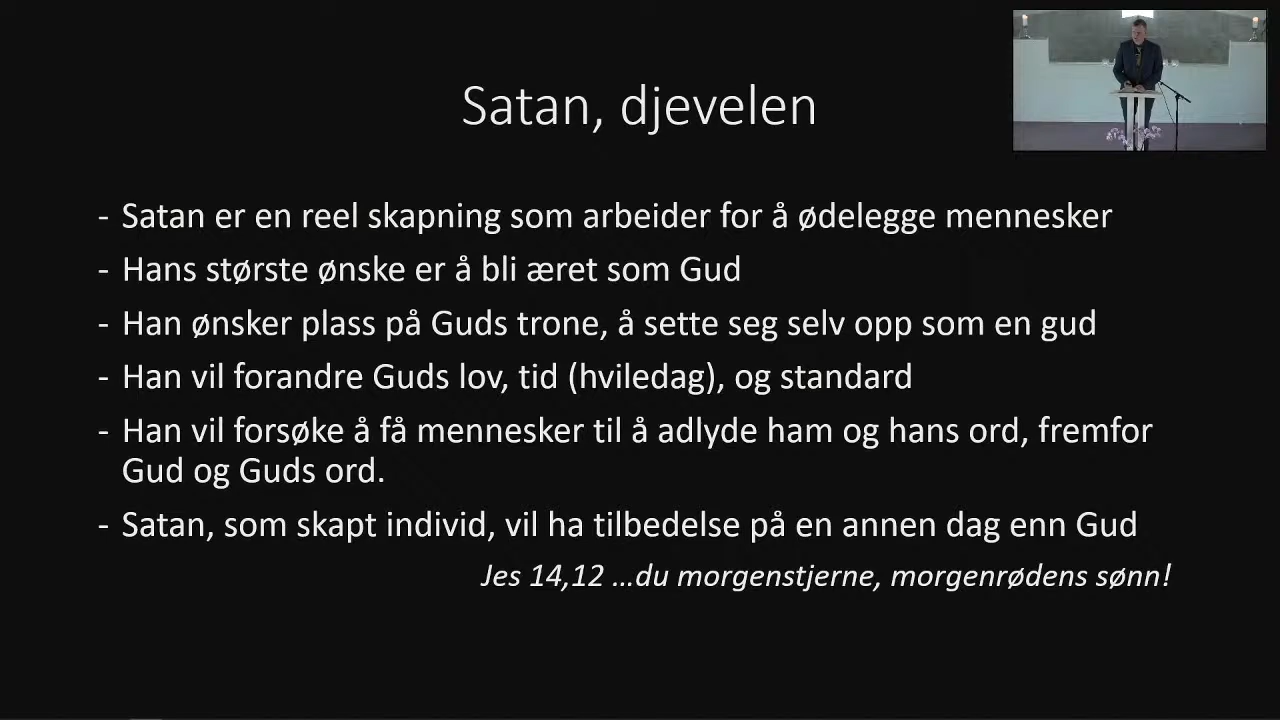 Satan, djevelen
- Satan er en reel skapning som arbeider for å ødelegge mennesker
- Hans største ønske er å bli æret som Gud
- Han ønsker plass på Guds trone, å sette seg selv opp som en gud
- Han vil forandre Guds lov, tid (hviledag), og standard
- Han vil forsøke å få mennesker til å adlyde ham og hans ord, fremfor
Gud og Guds ord.
- Satan, som skapt individ, vil ha tilbedelse på en annen dag enn Gud
Jes 14,12 …du morgenstjerne, morgenrødens sønn!